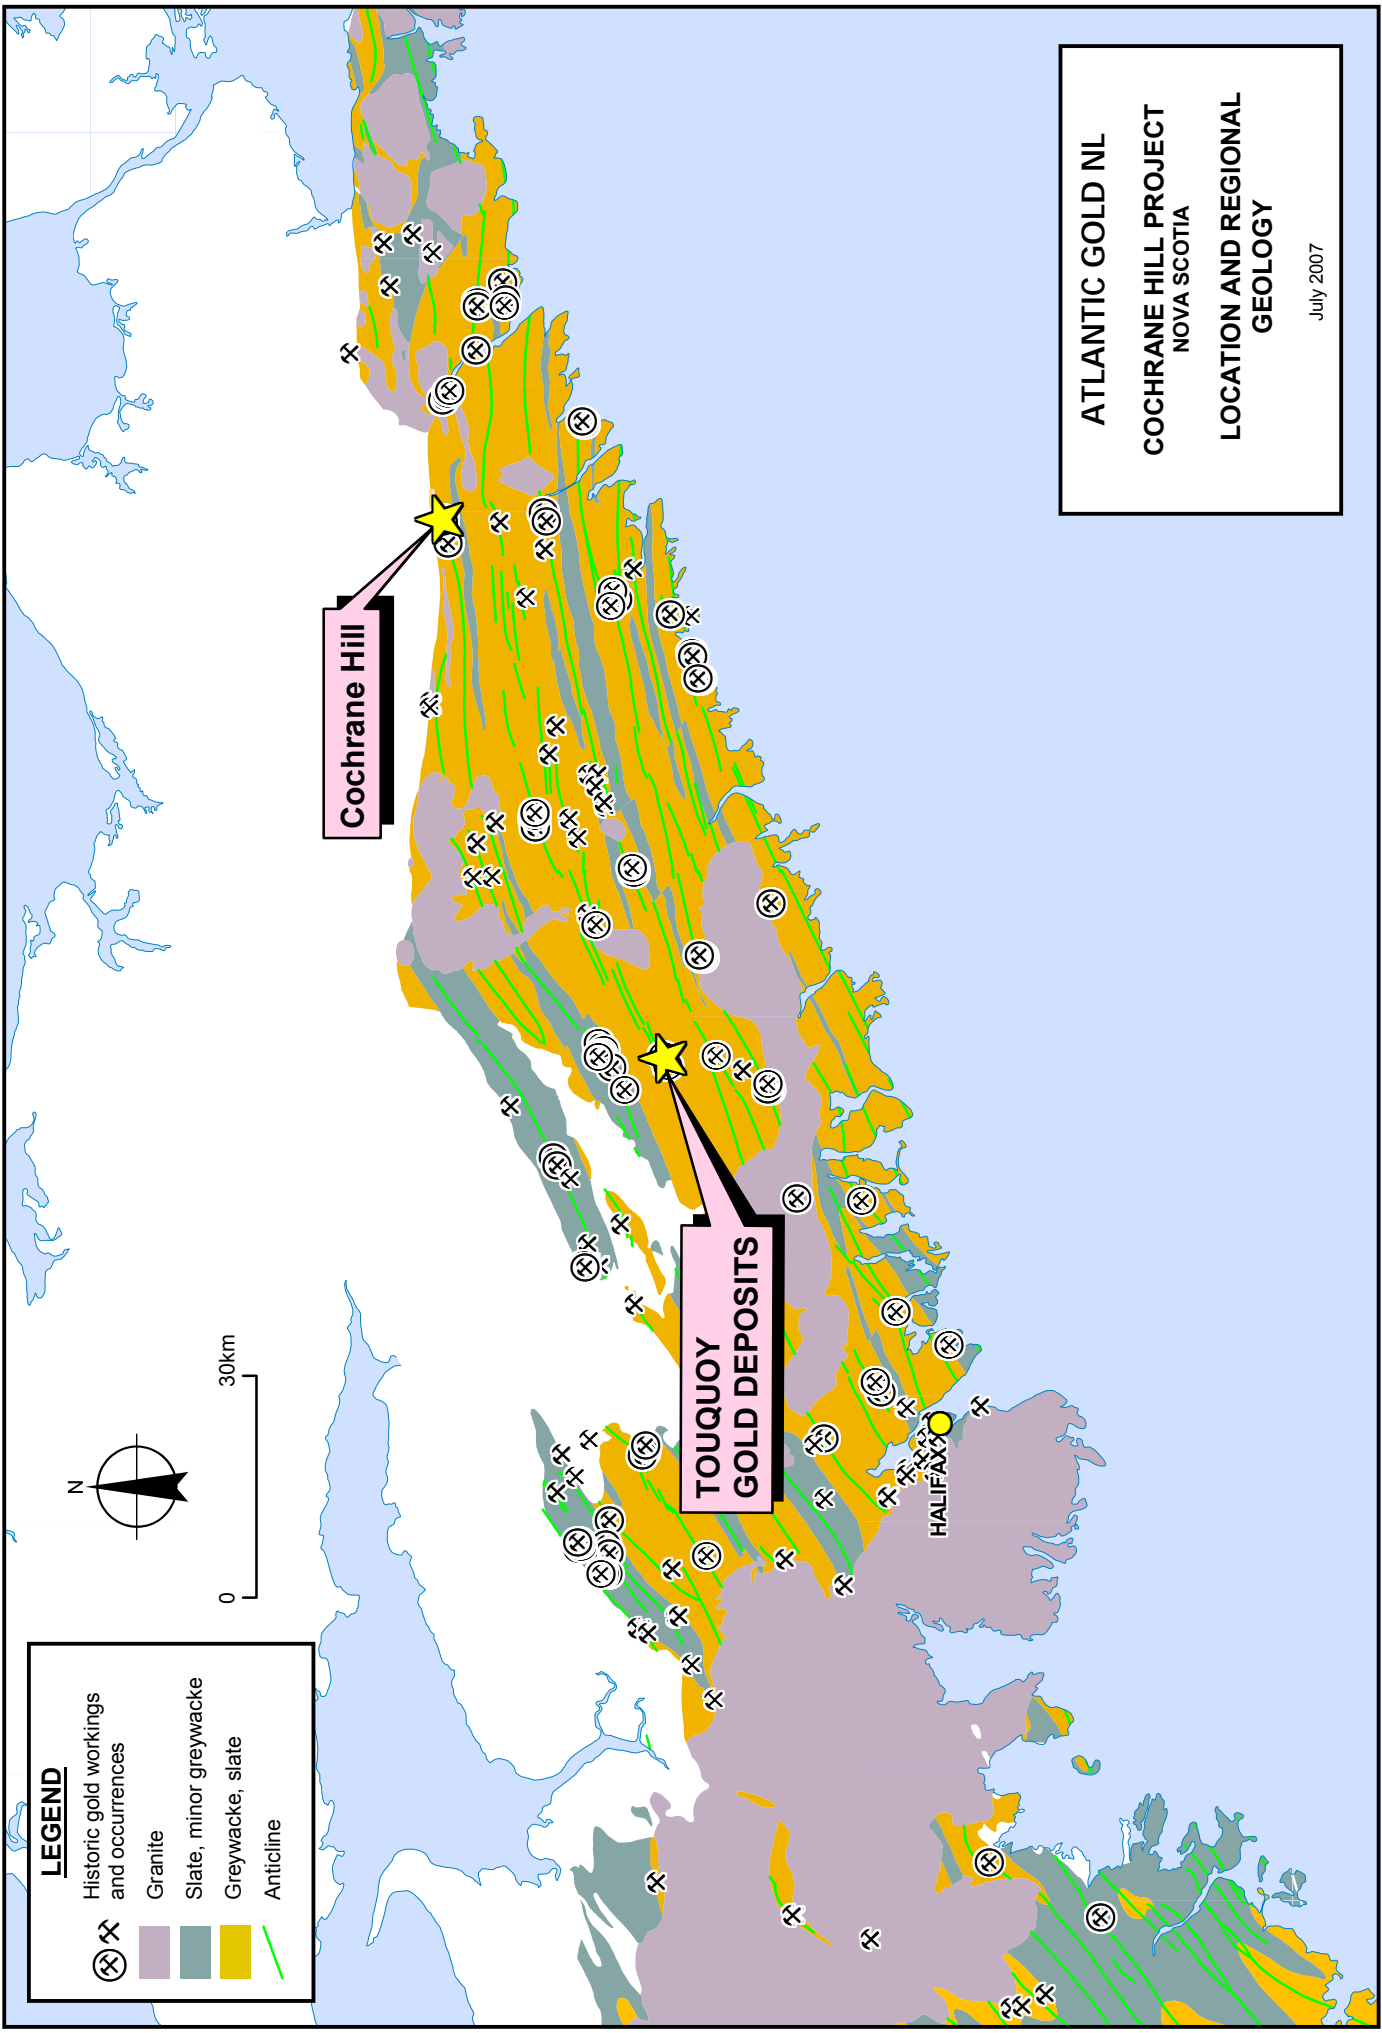 LEGEND
Historic gold workings
and occurrences
Granite
Slate, minor greywacke
Greywacke, slate
Anticline
N
0
30km
Cochrane Hill
TOUQUOY
GOLD DEPOSITS
HALIFAX
ATLANTIC GOLD NL
COCHRANE HILL PROJECT
NOVA SCOTIA
LOCATION AND REGIONAL
GEOLOGY
July 2007